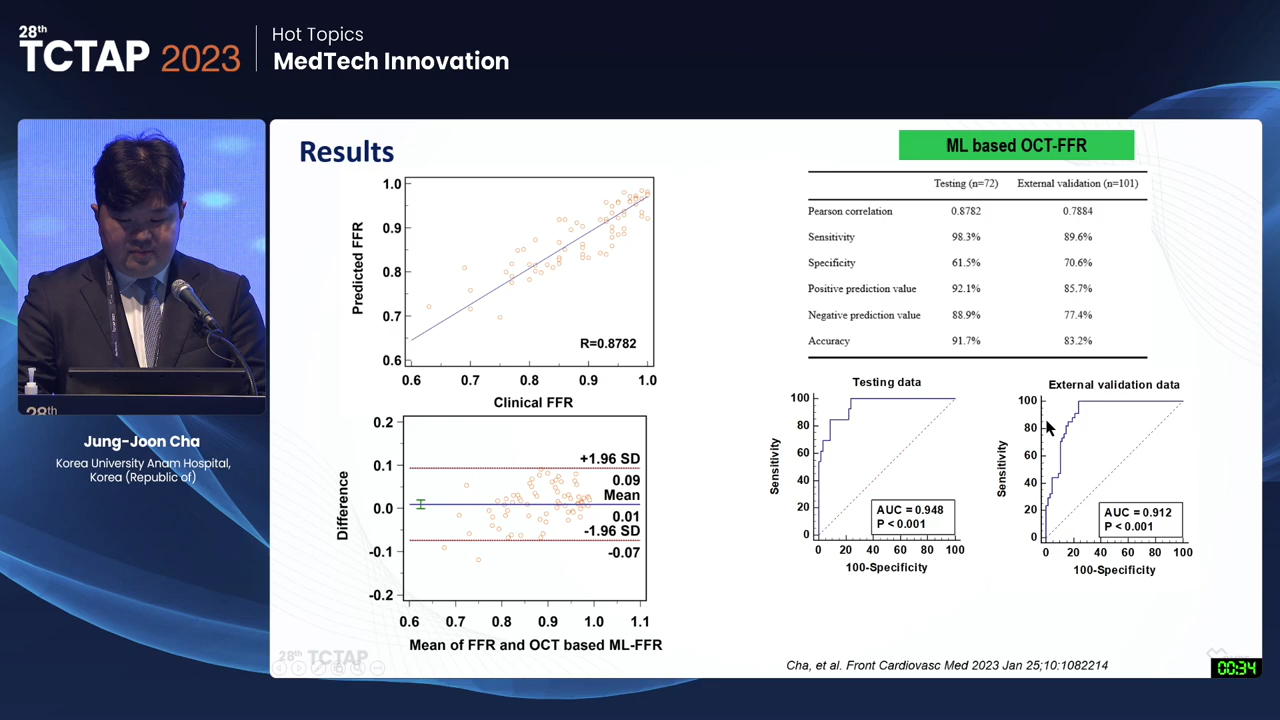 28th
TCTAP 2023
Hot Topics
MedTech Innovation
28th
Jung-Joon Cha
Korea University Anam Hospital,
Korea (Republic of)
Results
ML based OCT-FFR
1.0
0.9
0.8
0.7
0.6
Predicted FFR
R=0.8782
0.6 0.7 0.8 0.9 1.0
Clinical FFR
0.2
0.1
0.0
-0.1
-0.2
Difference
+1.96 SD
0.09
Mean
0.01
-1.96 SD
-0.07
0.6 0.7 0.8 0.9 1.0 1.1
Mean of FFR and OCT based ML-FFR
Testing (n=72) External validation (n=101)
Pearson correlation 0.8782 0.7884
Sensitivity 98.3% 89.6%
Specificity 61.5% 70.6%
Positive prediction value 92.1% 85.7%
Negative prediction value 88.9% 77.4%
Accuracy 91.7% 83.2%
Testing data
100
80
60
40
20
0
Sensitivity
AUC = 0.948
P < 0.001
0 20 40 60 80 100
100-Specificity
External validation data
100
80
60
40
20
0
Sensitivity
AUC = 0.912
P < 0.001
0 20 40 60 80 100
100-Specificity
28th TCTAP
Cha, et al. Front Cardiovasc Med 2023 Jan 25;10:1082214
00:34